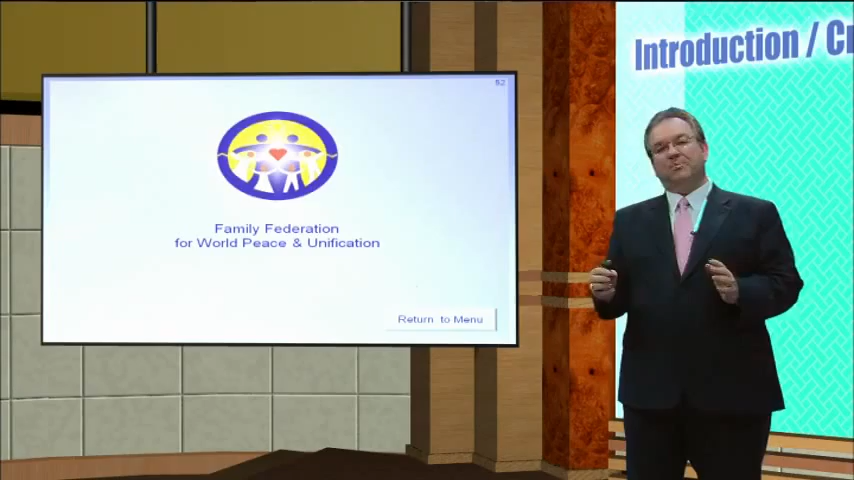 52
Family Federation
for World Peace & Unification
Return to Menu
Introduction / Cr